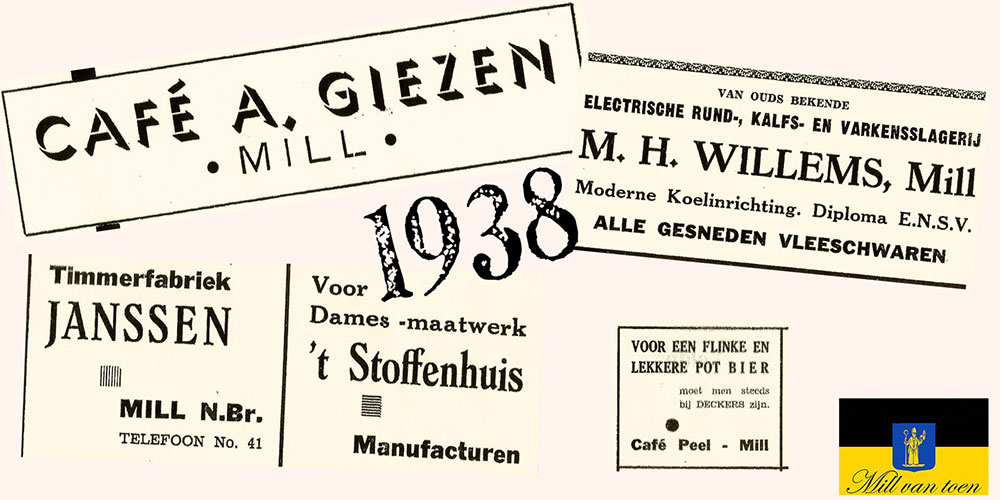 CAFÉ A. GIEZEN
• MILL •
VAN OUDS BEKENDE
ELECTRISCHE RUND-, KALFS- EN VARKENSSLAGERIJ
M. H. WILLEMS, Mill
Moderne Koelinrichting. Diploma E.N.S.V.
ALLE GESNEDEN VLEESCHWAREN
1938
Timmerfabriek
JANSSEN
MILL N.Br.
TELEFOON No. 41
Voor
Dames -maatwerk
't Stoffenhuis
Manufacturen
VOOR EEN FLINKE EN
LEKKERE POT BIER
moet men steeds
bij DECKERS zijn.
Café Peel - Mill
Mill van toen